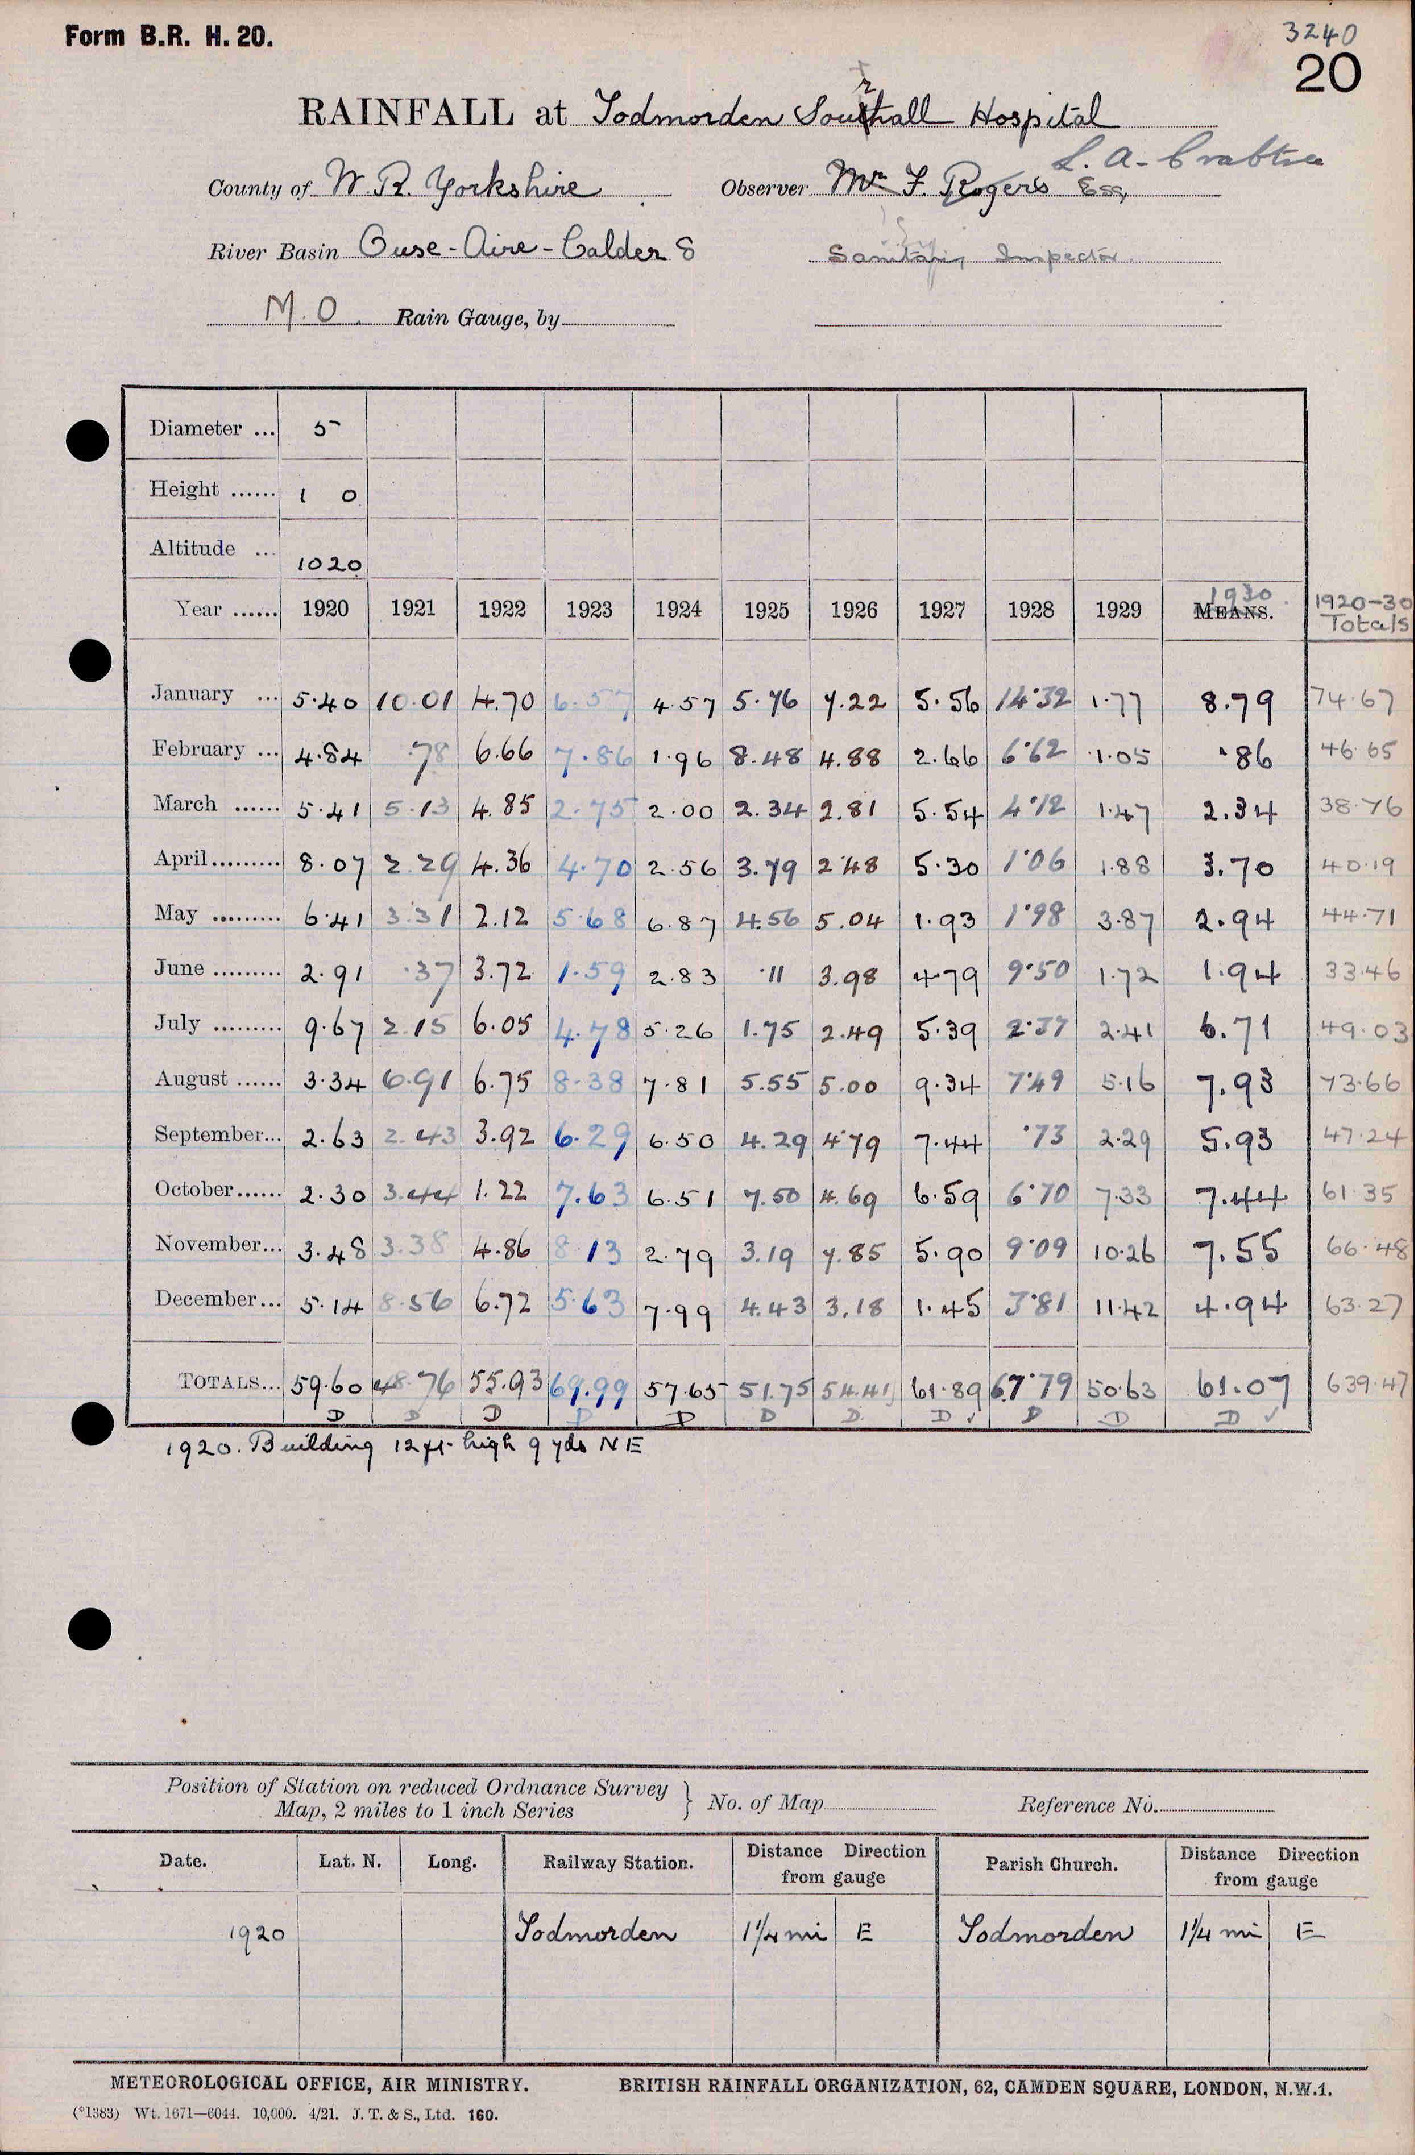 Form B.R. H. 20.
3240
20
RAINFALL at Todmorden Sourhall Hospital
L. A. Crabtree
County of W. R. Yorkshire Observer Mr F. Rogers Esq,
River Basin Ouse - Aire - Calder 8 Sanitary Inspector
M.O. Rain Gauge, by
Diameter ... 5
Height ...... 1 0
Altitude ... 1020
Year ...... 1920 1921 1922 1923 1924 1925 1926 1927 1928 1929 MEANS. 1930 1920-30 Totals
January ... 5.40 10.01 4.70 6.57 4.57 5.76 7.22 5.56 14.32 1.77 8.79 74.67
February ... 4.84 .78 6.66 7.86 1.96 8.48 4.88 2.66 6.62 1.05 .86 46.65
March ...... 5.41 5.13 4.85 2.75 2.00 2.34 2.81 5.54 4.12 1.47 2.34 38.76
April......... 8.07 2.29 4.36 4.70 2.56 3.79 2.48 5.30 1.06 1.88 3.70 40.19
May ......... 6.41 3.31 2.12 5.68 6.87 4.56 5.04 1.93 1.98 3.87 2.94 44.71
June ......... 2.91 .37 3.72 1.59 2.83 .11 3.98 4.79 9.50 1.72 1.94 33.46
July ......... 9.67 2.15 6.05 4.78 5.26 1.75 2.49 5.39 2.37 2.41 6.71 49.03
August ...... 3.34 6.91 6.75 8.38 7.81 5.55 5.00 9.34 7.49 5.16 7.93 73.66
September... 2.63 2.43 3.92 6.29 6.50 4.29 4.79 7.44 .73 2.29 5.93 47.24
October...... 2.30 3.44 1.22 7.63 6.51 7.50 4.69 6.59 6.70 7.33 7.44 61.35
November... 3.48 3.38 4.86 8.13 2.79 3.19 7.85 5.90 9.09 10.26 7.55 66.48
December... 5.14 8.56 6.72 5.63 7.99 4.43 3.18 1.45 3.81 11.42 4.94 63.27
TOTALS... 59.60 48.76 55.93 69.99 57.65 51.75 54.41 61.89 67.79 50.63 61.07 639.47
D D D D D D D D ✓ D D D ✓
1920. Building 12 ft high 9 yds NE
Position of Station on reduced Ordnance Survey
Map, 2 miles to 1 inch Series } No. of Map Reference No.
Date. Lat. N. Long. Railway Station. Distance Direction from gauge Parish Church. Distance Direction from gauge
1920 Todmorden 1¼ mi E Todmorden 1¼ mi E
METEOROLOGICAL OFFICE, AIR MINISTRY. BRITISH RAINFALL ORGANIZATION, 62, CAMDEN SQUARE, LONDON, N.W.1.
(*1383) Wt. 1671—6044. 10,000. 4/21. J. T. & S., Ltd. 160.